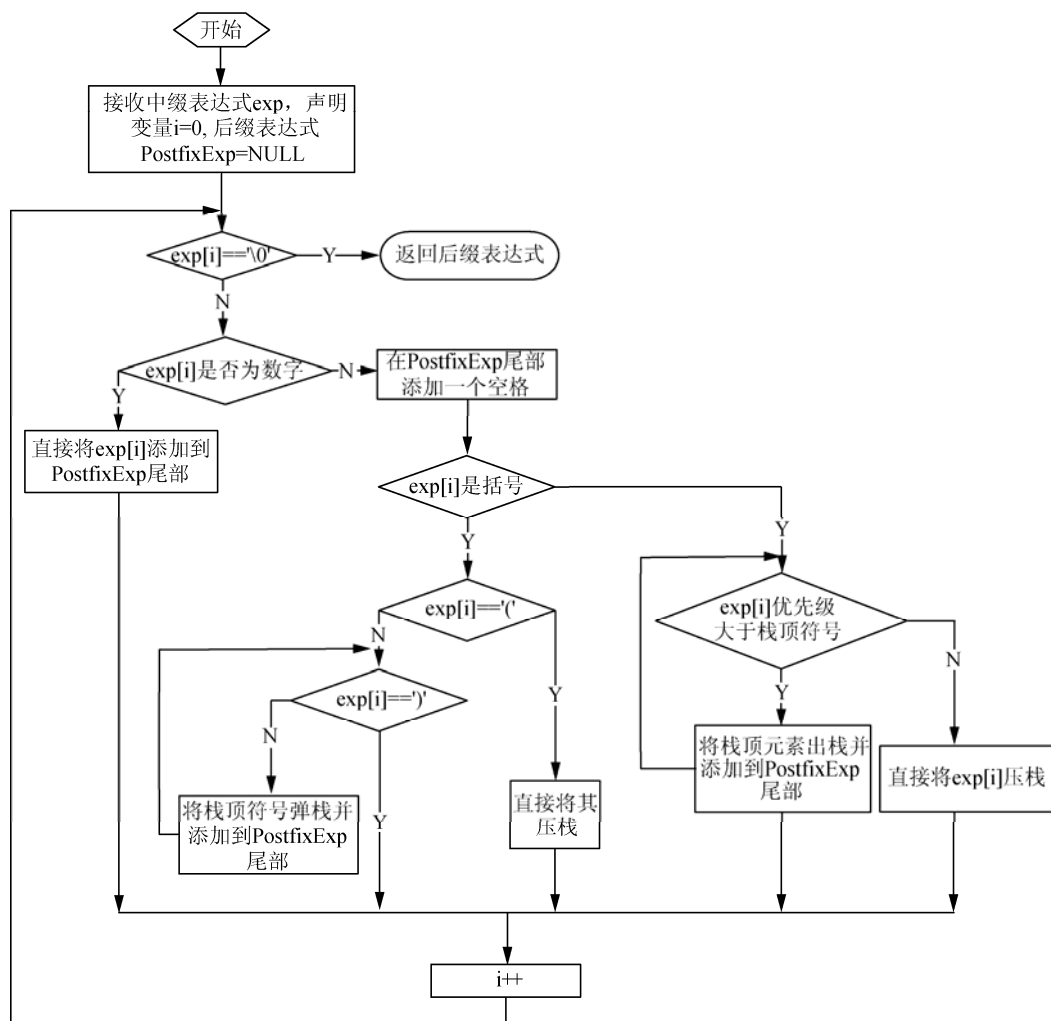 开始
接收中缀表达式exp，声明
变量i=0, 后缀表达式
PostfixExp=NULL
exp[i]=='\0'
Y
返回后缀表达式
N
exp[i]是否为数字
N
在PostfixExp尾部
添加一个空格
Y
直接将exp[i]添加到
PostfixExp尾部
exp[i]是括号
Y
Y
exp[i]=='('
exp[i]优先级
大于栈顶符号
N
N
exp[i]==')'
Y
Y
N
将栈顶元素出栈并
添加到PostfixExp
尾部
直接将exp[i]压栈
将栈顶符号弹栈并
添加到PostfixExp
尾部
Y
直接将其
压栈
i++